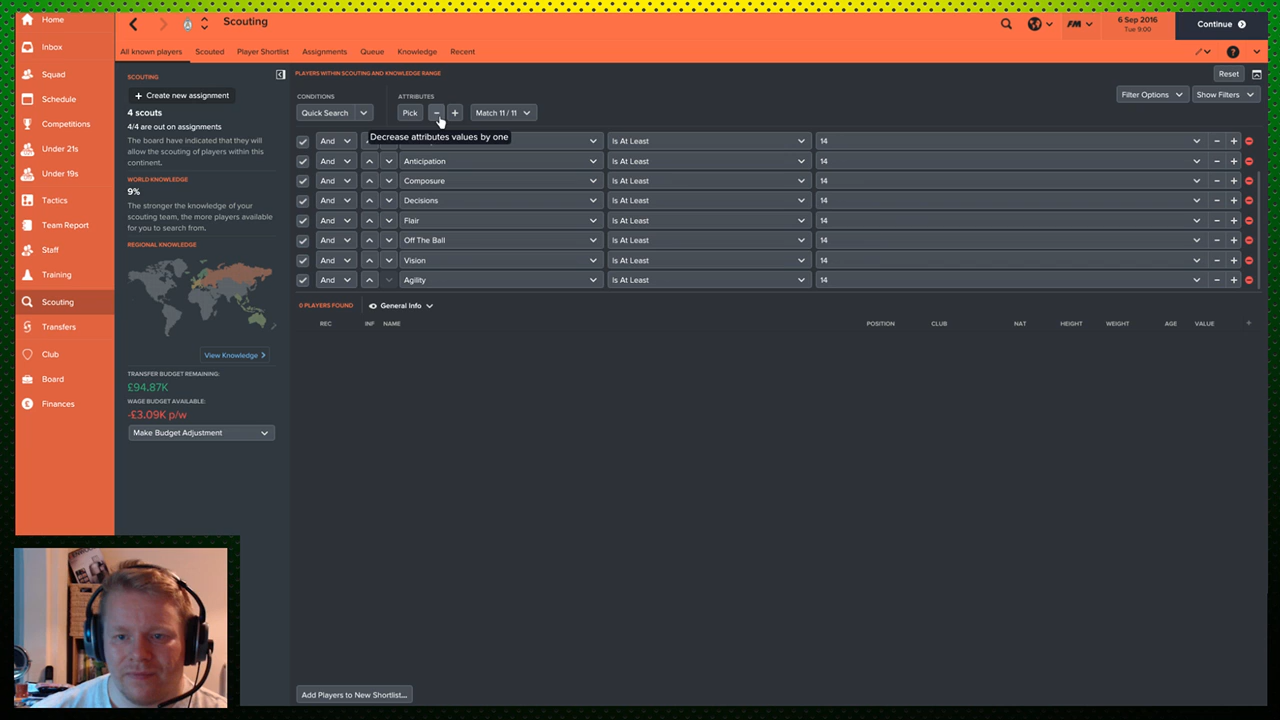 Home
Scouting
6 Sep 2016
Tue 9:00
FM
Continue
Inbox
Squad
Schedule
Competitions
Under 21s
Under 19s
Tactics
Team Report
Staff
Training
Scouting
Transfers
Club
Board
Finances
All known players
Scouted
Player Shortlist
Assignments
Queue
Knowledge
Recent
?
SCOUTING
Create new assignment
4 scouts
4/4 are out on assignments
The board have indicated that they will
allow the scouting of players within this
continent.
WORLD KNOWLEDGE
9%
The stronger the knowledge of your
scouting team, the more players available
for you to search from.
REGIONAL KNOWLEDGE
View Knowledge
TRANSFER BUDGET REMAINING:
£94.87K
WAGE BUDGET AVAILABLE:
-£3.09K p/w
Make Budget Adjustment
PLAYERS WITHIN SCOUTING AND KNOWLEDGE RANGE
Reset
CONDITIONS
ATTRIBUTES
Filter Options
Show Filters
Quick Search
Pick
Match 11 / 11
Decrease attributes values by one
And Is At Least 14
And Anticipation Is At Least 14
And Composure Is At Least 14
And Decisions Is At Least 14
And Flair Is At Least 14
And Off The Ball Is At Least 14
And Vision Is At Least 14
And Agility Is At Least 14
0 PLAYERS FOUND
General Info
REC INF NAME POSITION CLUB NAT HEIGHT WEIGHT AGE VALUE
Add Players to New Shortlist...